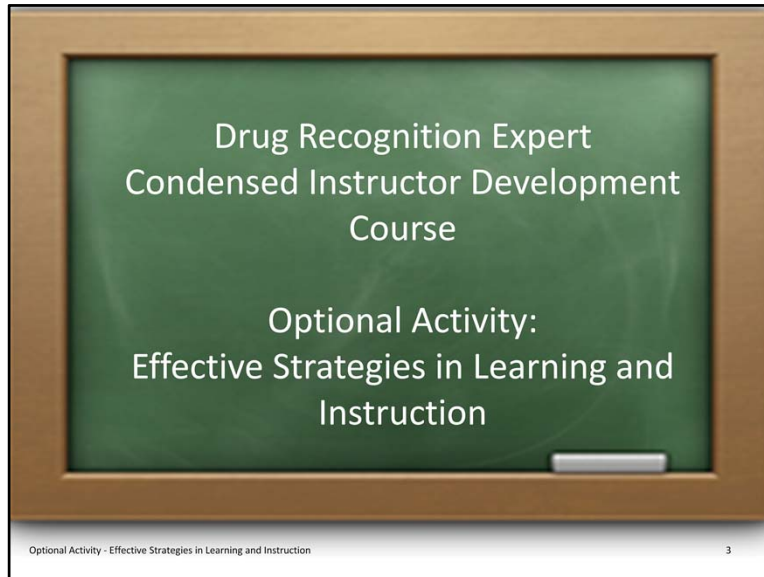 Drug Recognition Expert
Condensed Instructor Development
Course
Optional Activity:
Effective Strategies in Learning and
Instruction
Optional Activity - Effective Strategies in Learning and Instruction
3